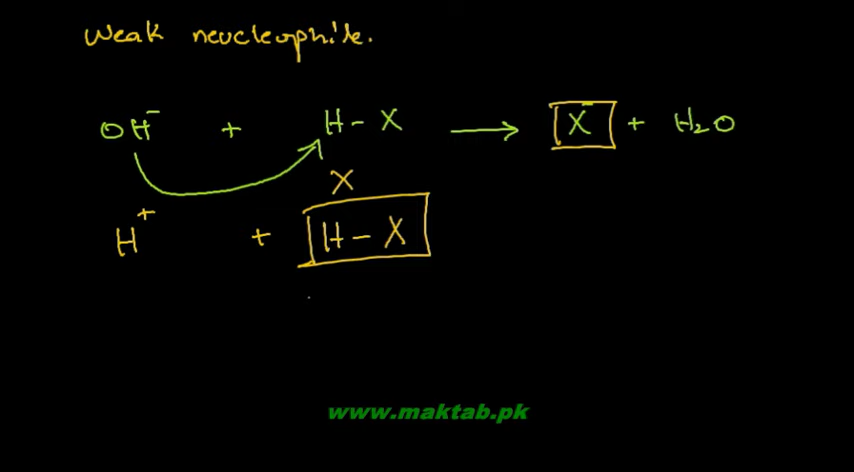 Weak neucleophile.
OH⁻ + H - X ⟶ X⁻ + H₂O
X
H⁺ + H - X
www.maktab.pk